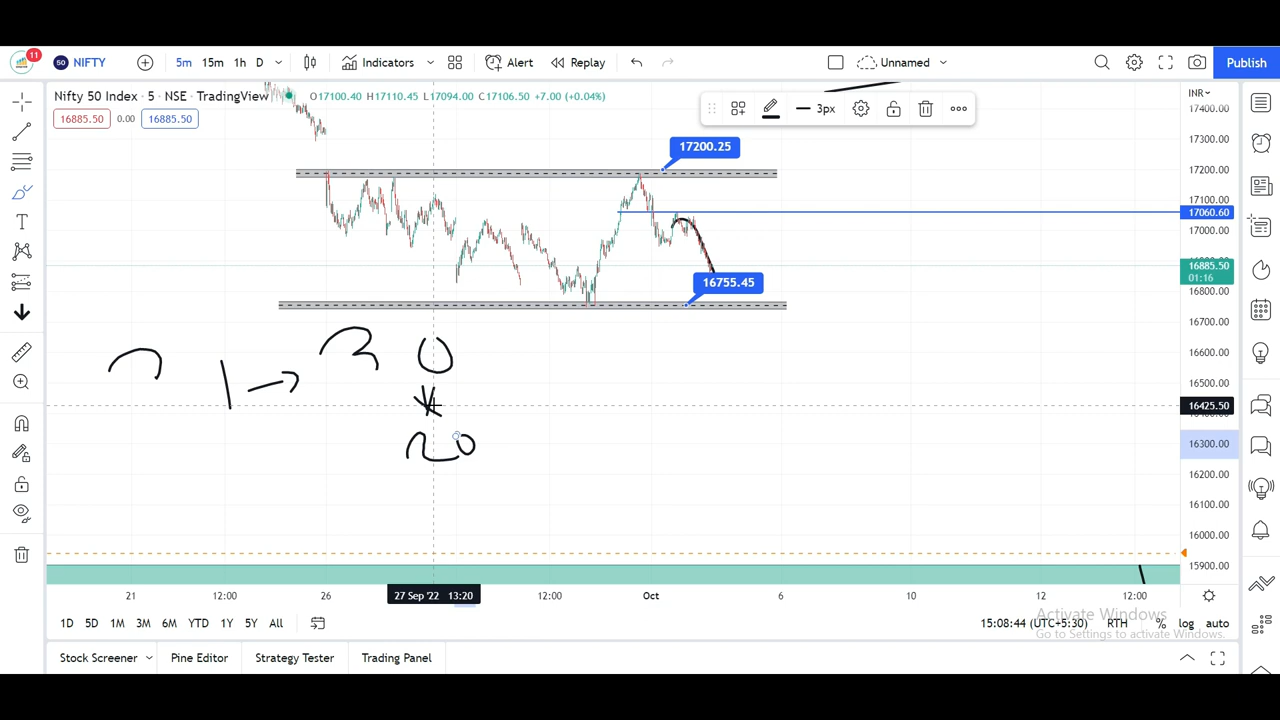 11
50 NIFTY 5m 15m 1h D Indicators Alert Replay Unnamed Publish
Nifty 50 Index · 5 · NSE · TradingView O17100.40 H17110.45 L17094.00 C17106.50 +7.00 (+0.04%)
16885.50 0.00 16885.50
3px
INR
17400.00
17300.00
17200.25
17200.00
17100.00
17060.60
17000.00
16885.50
01:16
16755.45
16800.00
16700.00
16600.00
30
16500.00
1
16425.50
20
16300.00
16200.00
16100.00
16000.00
15900.00
21 12:00 26 27 Sep '22 13:20 12:00 Oct 6 10 12 12:00
Activate Windows
Go to Settings to activate Windows.
1D 5D 1M 3M 6M YTD 1Y 5Y All 15:08:44 (UTC+5:30) RTH % log auto
Stock Screener Pine Editor Strategy Tester Trading Panel